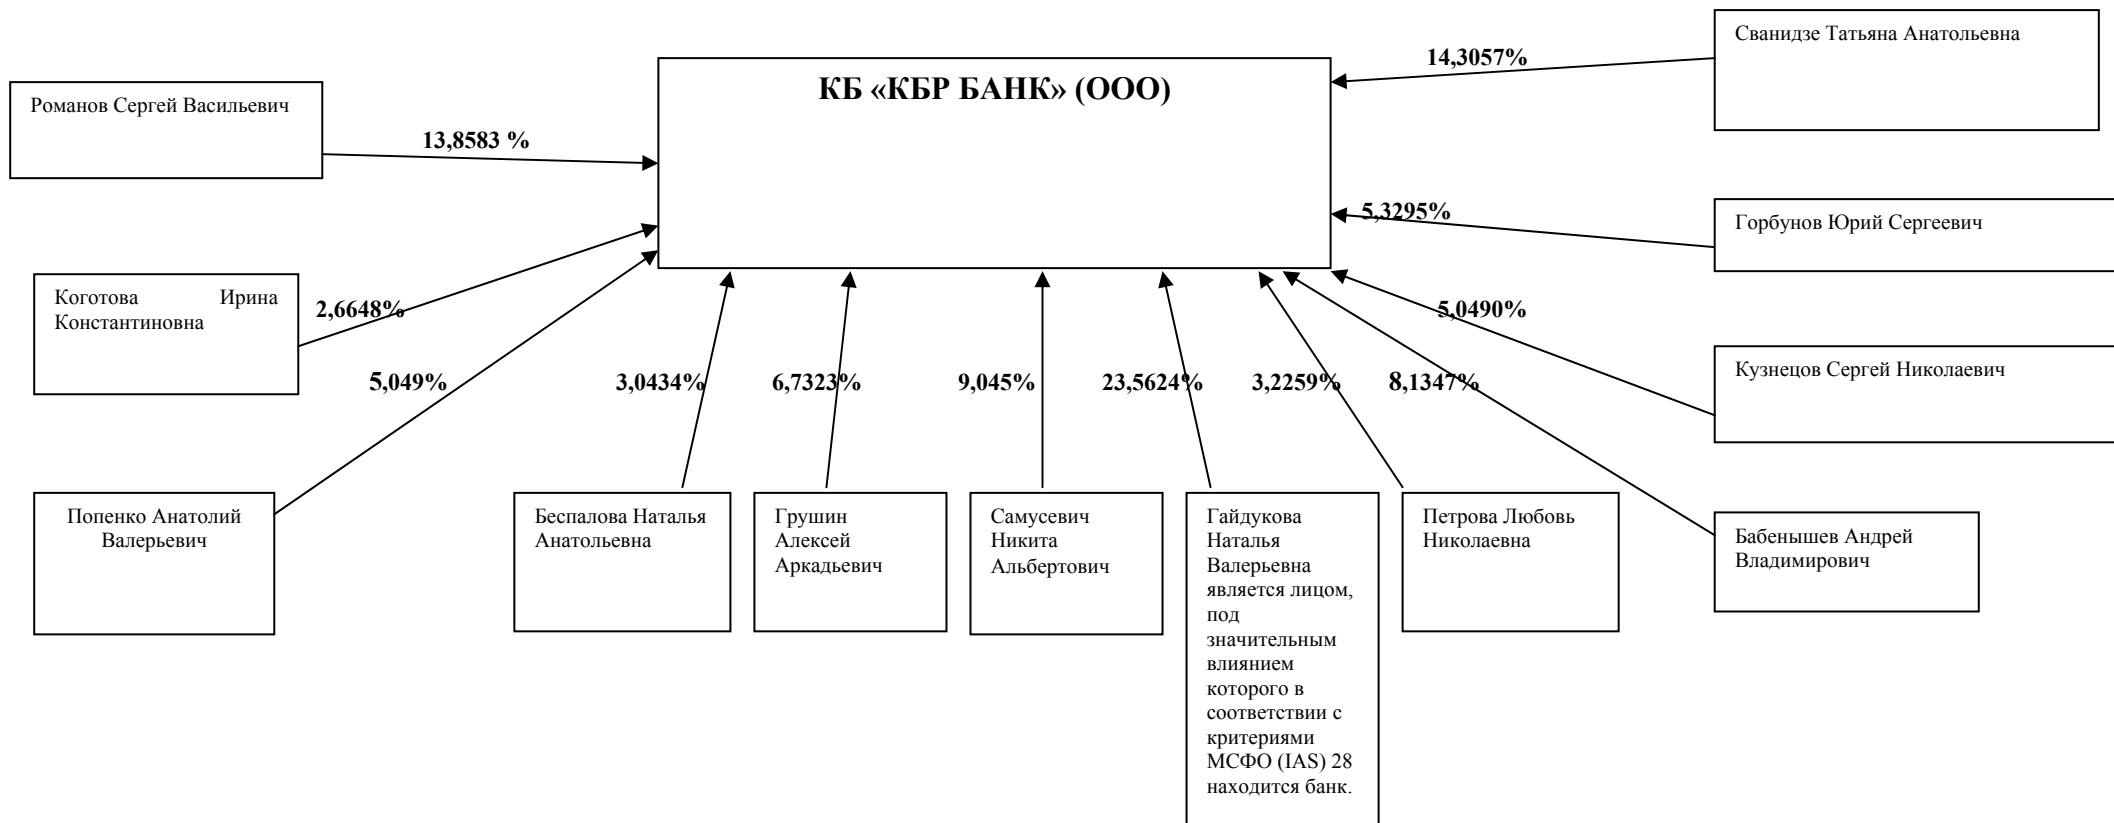 Сванидзе Татьяна Анатольевна
14,3057%
КБ «КБР БАНК» (ООО)
Романов Сергей Васильевич
13,8583 %
5,3295%
Горбунов Юрий Сергеевич
Коготова Ирина
Константиновна
2,6648%
5,0490%
Кузнецов Сергей Николаевич
5,049%
3,0434%
6,7323%
9,045%
23,5624%
3,2259%
8,1347%
Попенко Анатолий
Валерьевич
Беспалова Наталья
Анатольевна
Грушин
Алексей
Аркадьевич
Самусевич
Никита
Альбертович
Гайдукова
Наталья
Валерьевна
является лицом,
под
значительным
влиянием
которого в
соответствии с
критериями
МСФО (IAS) 28
находится банк.
Петрова Любовь
Николаевна
Бабенышев Андрей
Владимирович